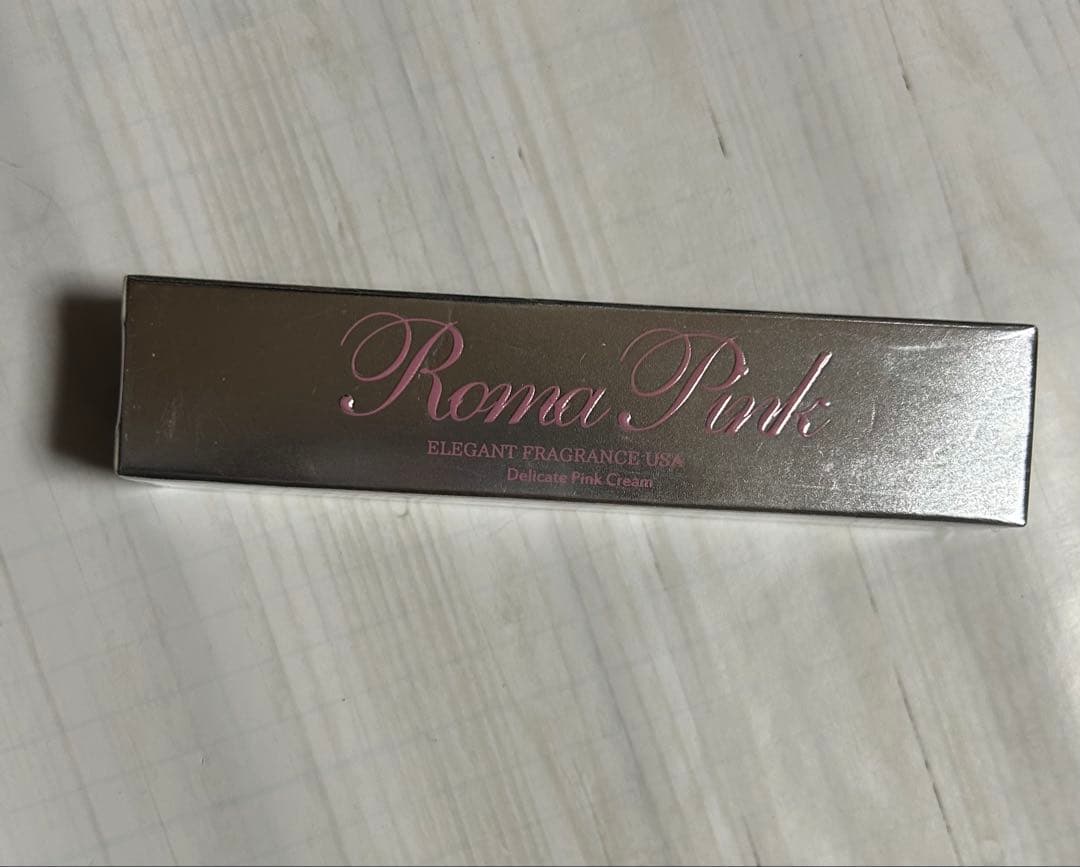 Roma Pink
ELEGANT FRAGRANCE USA
Delicate Pink Cream